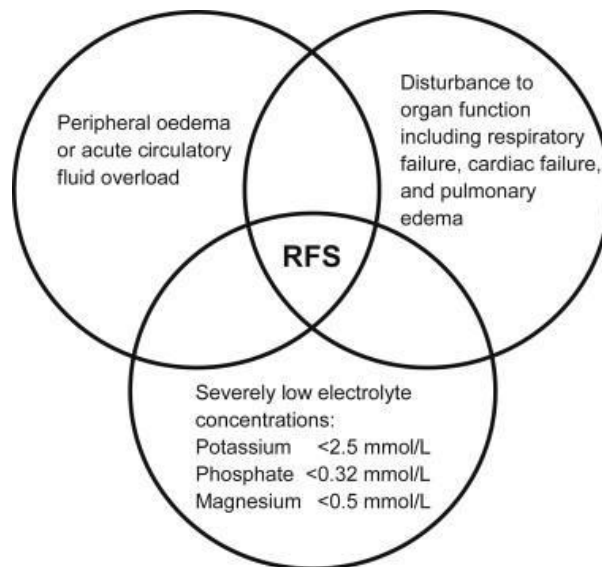 Peripheral oedema
or acute circulatory
fluid overload
Disturbance to
organ function
including respiratory
failure, cardiac failure,
and pulmonary
edema
RFS
Severely low electrolyte
concentrations:
Potassium <2.5 mmol/L
Phosphate <0.32 mmol/L
Magnesium <0.5 mmol/L